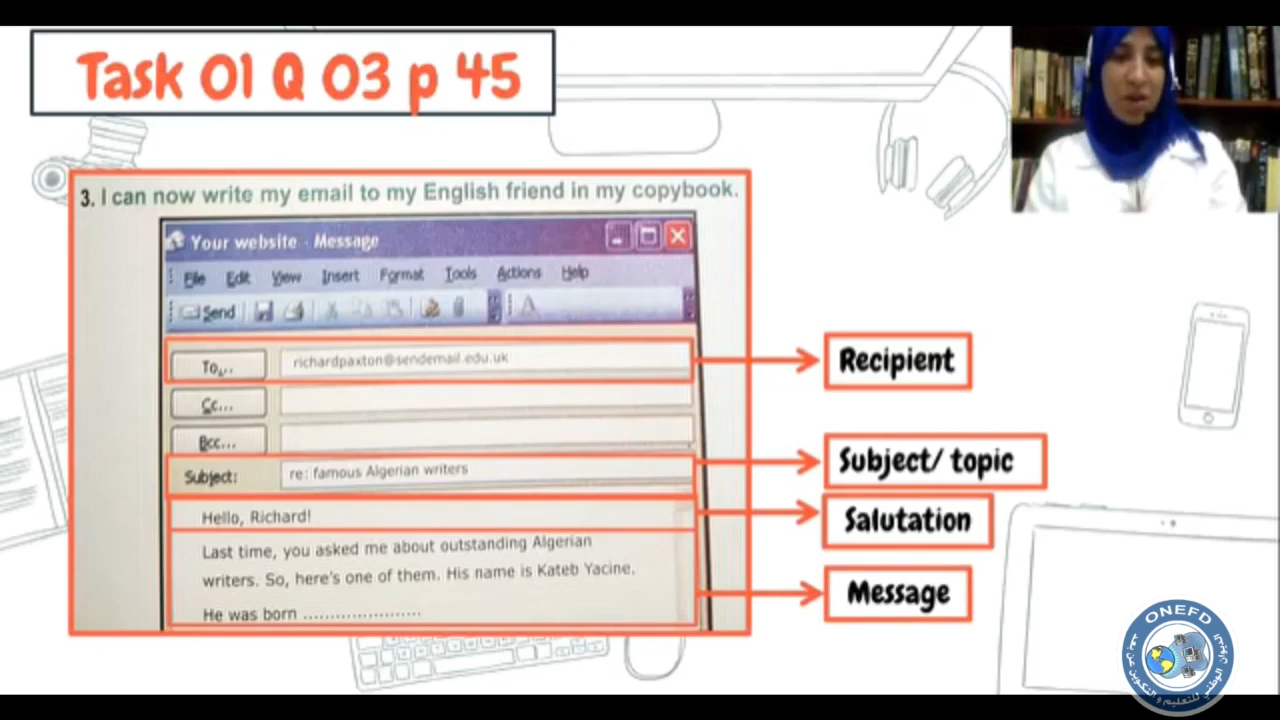 Task 01 Q 03 p 45
3. I can now write my email to my English friend in my copybook.
Your website - Message
File Edit View Insert Format Tools Actions Help
Send
To...
richardpaxton@sendemail.edu.uk
Recipient
Cc...
Bcc...
Subject:
re: famous Algerian writers
Subject/ topic
Hello, Richard!
Salutation
Last time, you asked me about outstanding Algerian
writers. So, here's one of them. His name is Kateb Yacine.
He was born ......................
Message
ONEFD